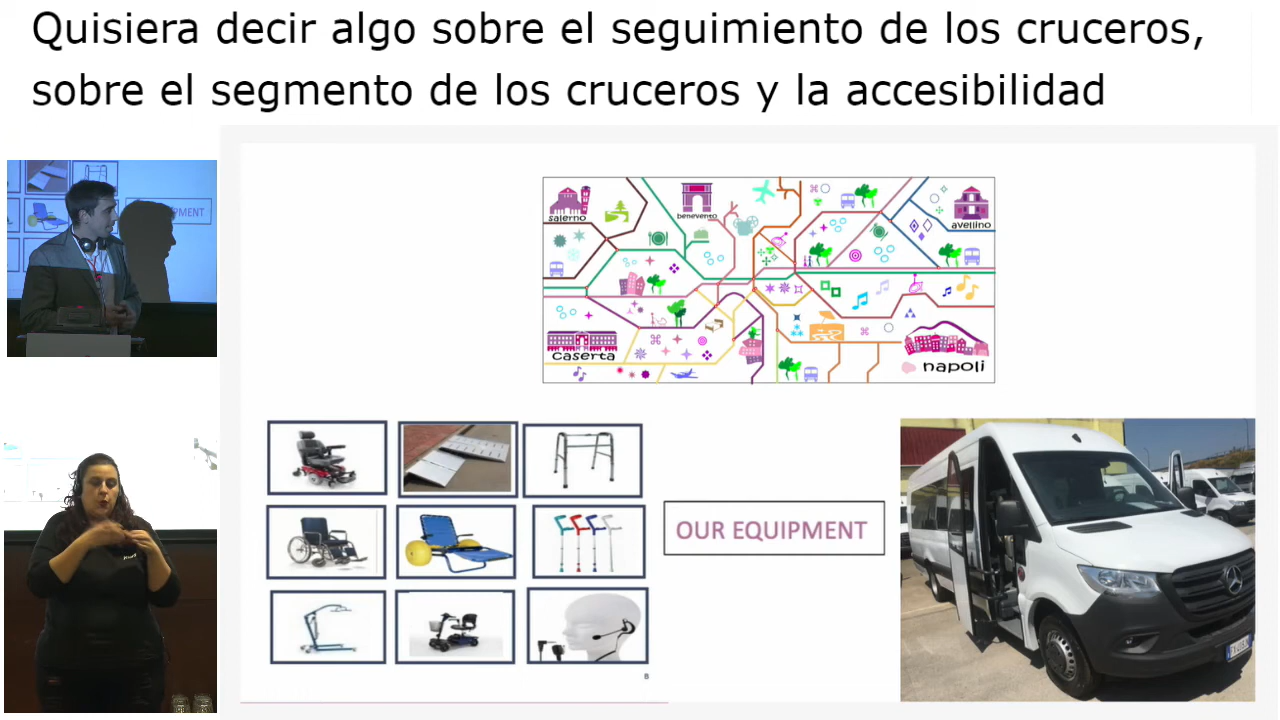 Quisiera decir algo sobre el seguimiento de los cruceros,
sobre el segmento de los cruceros y la accesibilidad
salerno
benevento
avellino
caserta
napoli
OUR EQUIPMENT
8